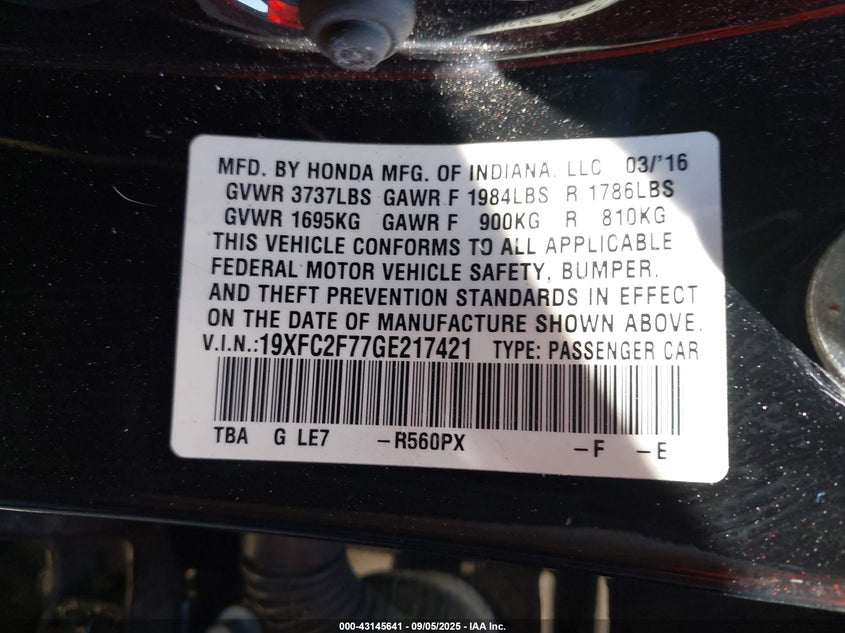 MFD. BY HONDA MFG. OF INDIANA. LLC 03/'16
GVWR 3737LBS GAWR F 1984LBS R 1786LBS
GVWR 1695KG GAWR F 900KG R 810KG
THIS VEHICLE CONFORMS TO ALL APPLICABLE
FEDERAL MOTOR VEHICLE SAFETY, BUMPER,
AND THEFT PREVENTION STANDARDS IN EFFECT
ON THE DATE OF MANUFACTURE SHOWN ABOVE.
V.I.N.:19XFC2F77GE217421 TYPE: PASSENGER CAR
TBA G LE7 -R560PX -F -E
000-43145641 - 09/05/2025 - IAA Inc.